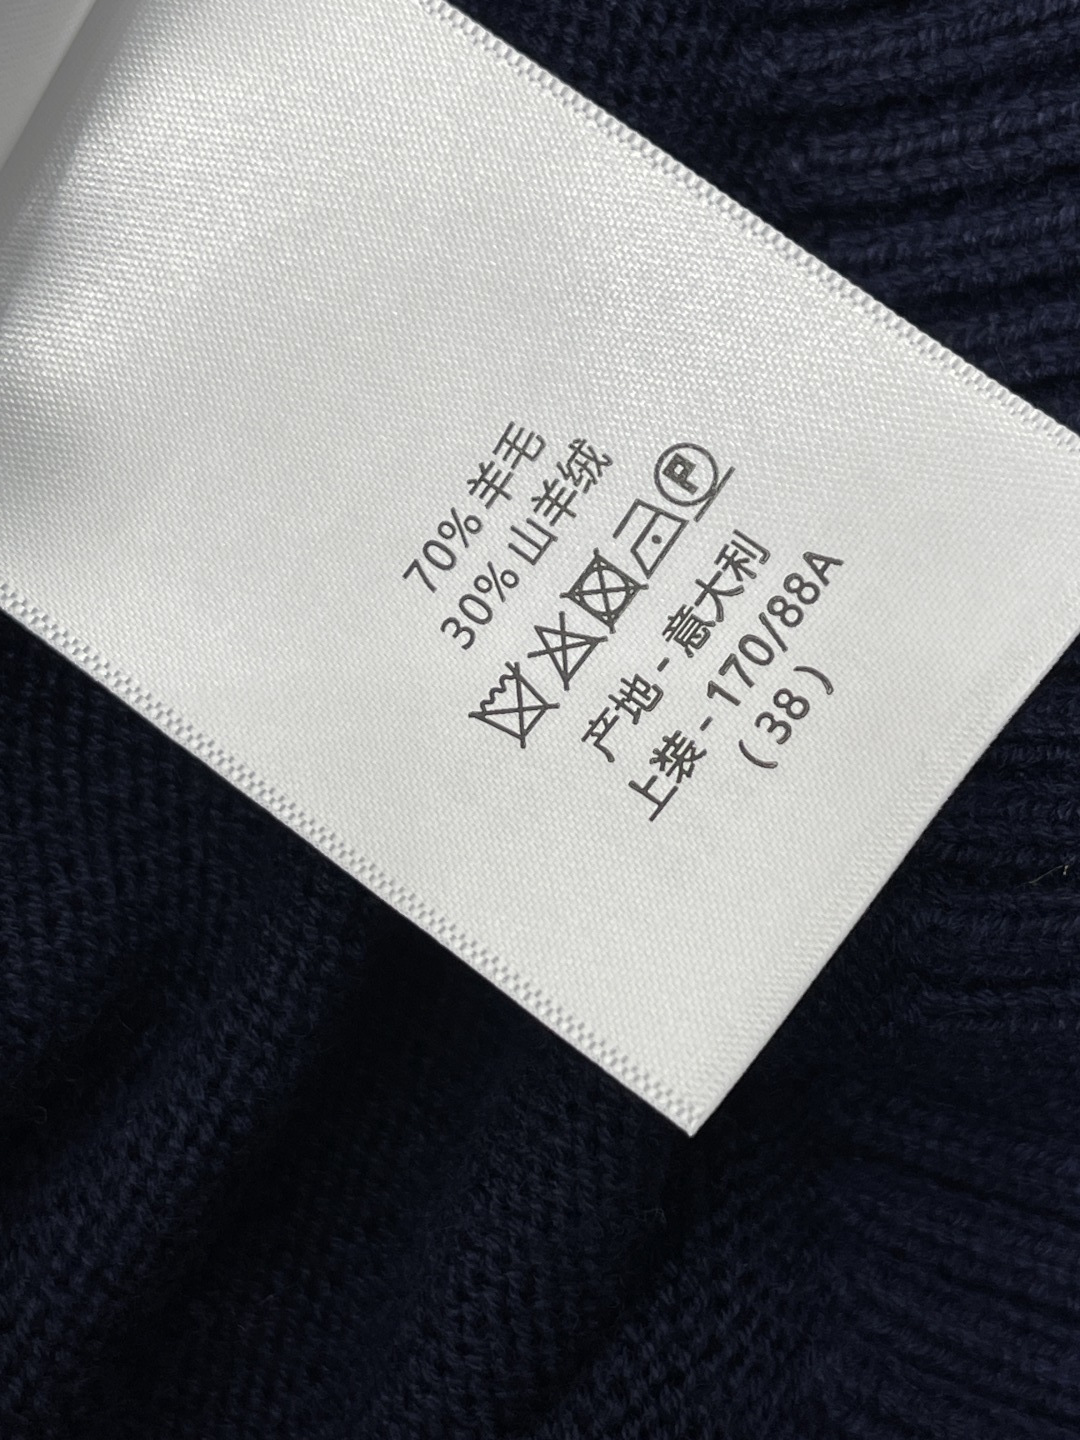 70% 羊毛
30% 山羊绒
P
产地 - 意大利
上装 - 170/88A
(38)